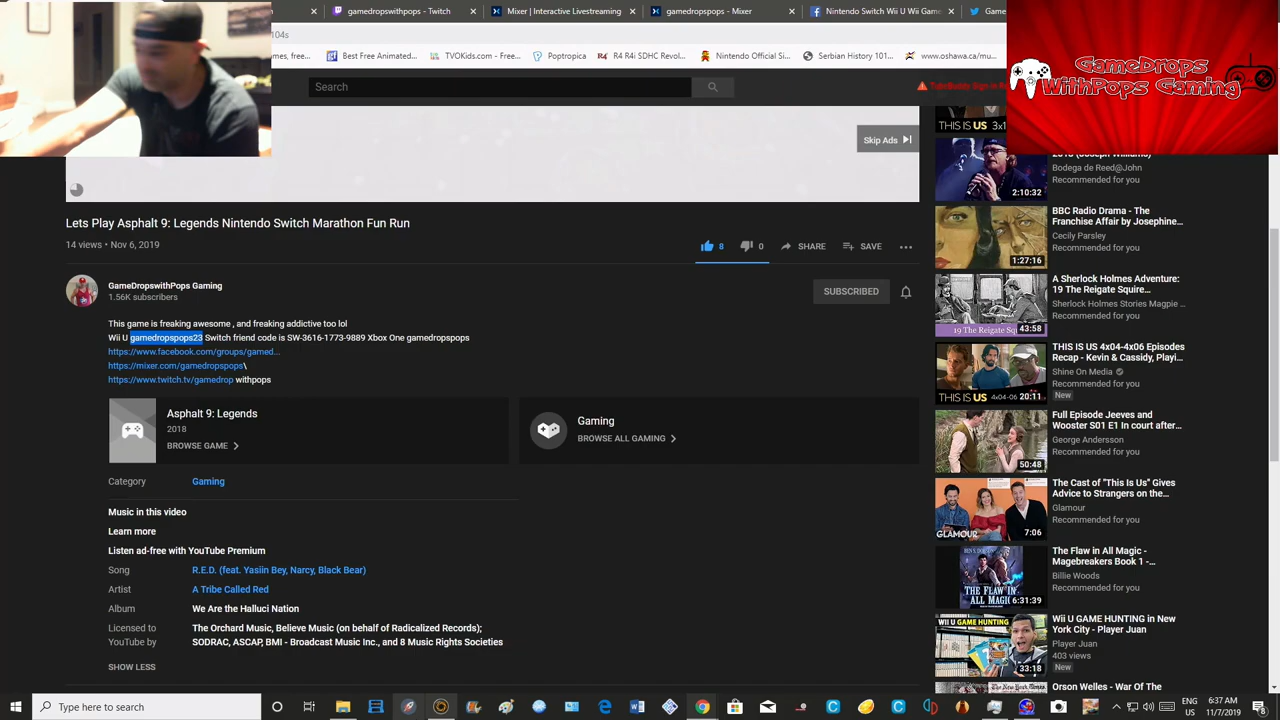 gamedropswithpops - Twitch
Mixer | Interactive Livestreaming
gamedropspops - Mixer
Nintendo Switch Wii U Gam
Gam
104s
mes, free...
Best Free Animated...
TVOKids.com - Free...
Poptropica
R4 R4i SDHC Revol...
Nintendo Official Si...
Serbian History 101...
www.oshawa.ca/mu...
GameDrops
WithPops Gaming
Search
TubeBuddy Sign In Re
Skip Ads
Lets Play Asphalt 9: Legends Nintendo Switch Marathon Fun Run
14 views • Nov 6, 2019
8
0
SHARE
SAVE
GameDropswithPops Gaming
1.56K subscribers
SUBSCRIBED
This game is freaking awesome , and freaking addictive too lol
Wii U gamedropspops23 Switch friend code is SW-3616-1773-9889 Xbox One gamedropspops
https://www.facebook.com/groups/gamed...
https://mixer.com/gamedropspops\
https://www.twitch.tv/gamedrop withpops
Asphalt 9: Legends
2018
BROWSE GAME
Gaming
BROWSE ALL GAMING
Category
Gaming
Music in this video
Learn more
Listen ad-free with YouTube Premium
Song
R.E.D. (feat. Yasiin Bey, Narcy, Black Bear)
Artist
A Tribe Called Red
Album
We Are the Halluci Nation
Licensed to
YouTube by
The Orchard Music, Believe Music (on behalf of Radicalized Records);
SODRAC, ASCAP, BMI - Broadcast Music Inc., and 8 Music Rights Societies
SHOW LESS
THIS IS US 3x1
2018 (Joseph Williams)
Bodega de Reed@John
Recommended for you
2:10:32
BBC Radio Drama - The
Franchise Affair by Josephine...
Cecily Parsley
Recommended for you
1:27:16
A Sherlock Holmes Adventure:
19 The Reigate Squire...
Sherlock Holmes Stories Magpie ...
Recommended for you
43:58
19 The Reigate Squire
THIS IS US 4x04-4x06 Episodes
Recap - Kevin & Cassidy, Playi...
Shine On Media
Recommended for you
New
THIS IS US
4x04-06
20:11
Full Episode Jeeves and
Wooster S01 E1 In court after...
George Andersson
Recommended for you
50:48
The Cast of "This Is Us" Gives
Advice to Strangers on the...
Glamour
Recommended for you
GLAMOUR
7:06
The Flaw in All Magic -
Magebreakers Book 1 -...
Billie Woods
Recommended for you
THE FLAW IN
ALL MAGIC
6:31:39
Wii U GAME HUNTING in New
York City - Player Juan
Player Juan
403 views
New
WII U GAME HUNTING
33:18
Orson Welles - War Of The
Type here to search
ENG
US
6:37 AM
11/7/2019
8